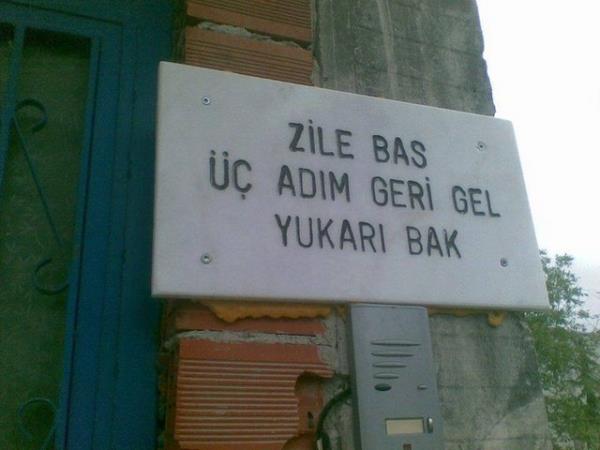 ZİLE BAS
ÜÇ ADIM GERİ GEL
YUKARI BAK